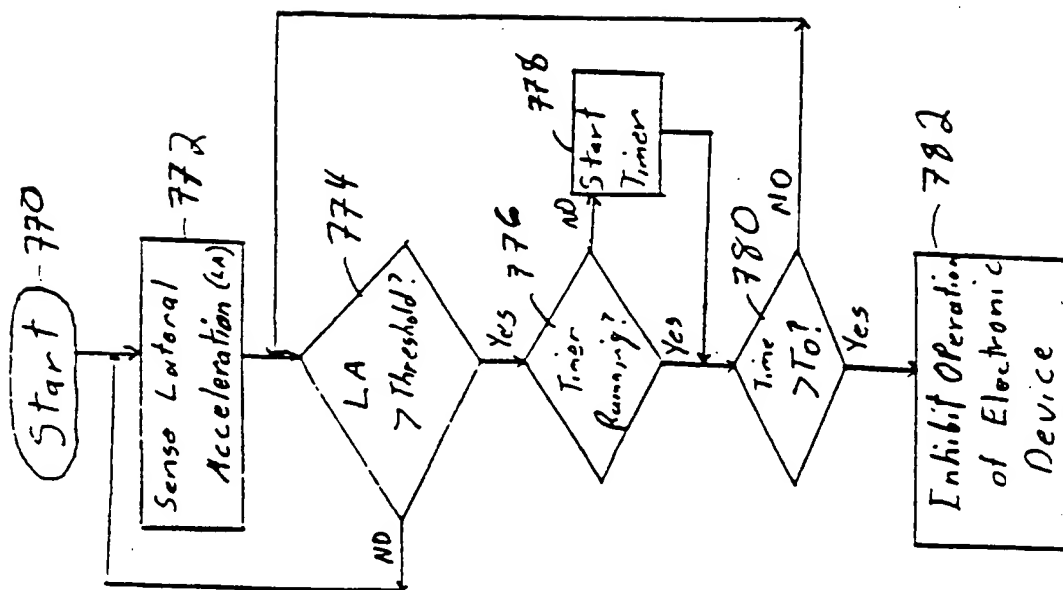 Start
770
Sense Lateral
Acceleration (LA)
772
LA
>Threshold?
774
NO
Yes
Timer
Running?
776
NO
Start
Timer
778
Yes
Time
>To?
780
NO
Yes
Inhibit Operation
of Electronic
Device
782